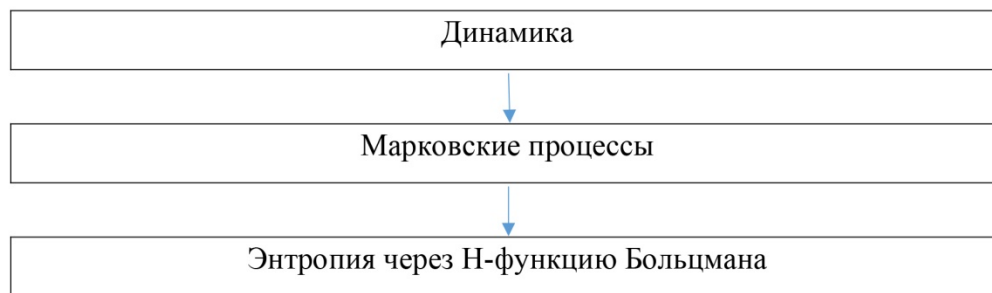 Динамика
Марковские процессы
Энтропия через Н-функцию Больцмана